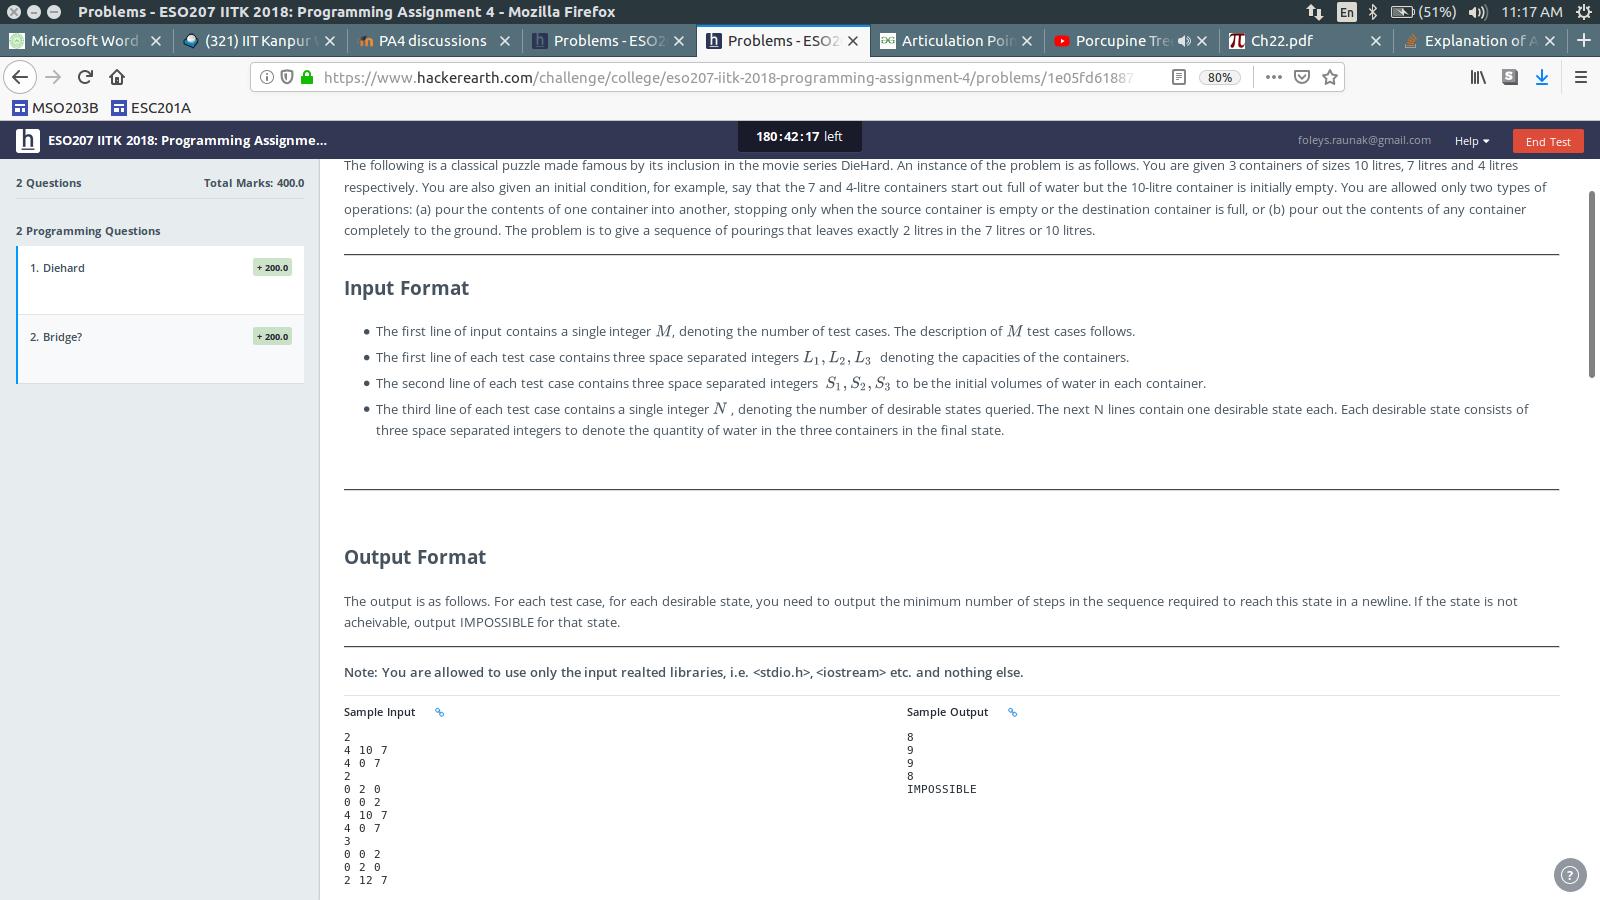 Problems - ESO207 IITK 2018: Programming Assignment 4 - Mozilla Firefox
En
(51%)
11:17 AM
Microsoft Word
(321) IIT Kanpur
PA4 discussions
Problems - ESO2
Problems - ESO2
Articulation Poin
Porcupine Tre
Ch22.pdf
Explanation of A
https://www.hackerearth.com/challenge/college/eso207-iitk-2018-programming-assignment-4/problems/1e05fd61887
80%
MSO203B
ESC201A
ESO207 IITK 2018: Programming Assignme...
180:42:17 left
foleys.raunak@gmail.com
Help
End Test
2 Questions
Total Marks: 400.0
2 Programming Questions
1. Diehard
+ 200.0
2. Bridge?
+ 200.0
The following is a classical puzzle made famous by its inclusion in the movie series DieHard. An instance of the problem is as follows. You are given 3 containers of sizes 10 litres, 7 litres and 4 litres
respectively. You are also given an initial condition, for example, say that the 7 and 4-litre containers start out full of water but the 10-litre container is initially empty. You are allowed only two types of
operations: (a) pour the contents of one container into another, stopping only when the source container is empty or the destination container is full, or (b) pour out the contents of any container
completely to the ground. The problem is to give a sequence of pourings that leaves exactly 2 litres in the 7 litres or 10 litres.
Input Format
• The first line of input contains a single integer M, denoting the number of test cases. The description of M test cases follows.
• The first line of each test case contains three space separated integers L1, L2, L3 denoting the capacities of the containers.
• The second line of each test case contains three space separated integers S1, S2, S3 to be the initial volumes of water in each container.
• The third line of each test case contains a single integer N , denoting the number of desirable states queried. The next N lines contain one desirable state each. Each desirable state consists of
three space separated integers to denote the quantity of water in the three containers in the final state.
Output Format
The output is as follows. For each test case, for each desirable state, you need to output the minimum number of steps in the sequence required to reach this state in a newline. If the state is not
acheivable, output IMPOSSIBLE for that state.
Note: You are allowed to use only the input realted libraries, i.e. <stdio.h>, <iostream> etc. and nothing else.
Sample Input
2
4 10 7
4 0 7
2
0 2 0
0 0 2
4 10 7
4 0 7
3
0 0 2
0 2 0
2 12 7
Sample Output
8
9
9
8
IMPOSSIBLE